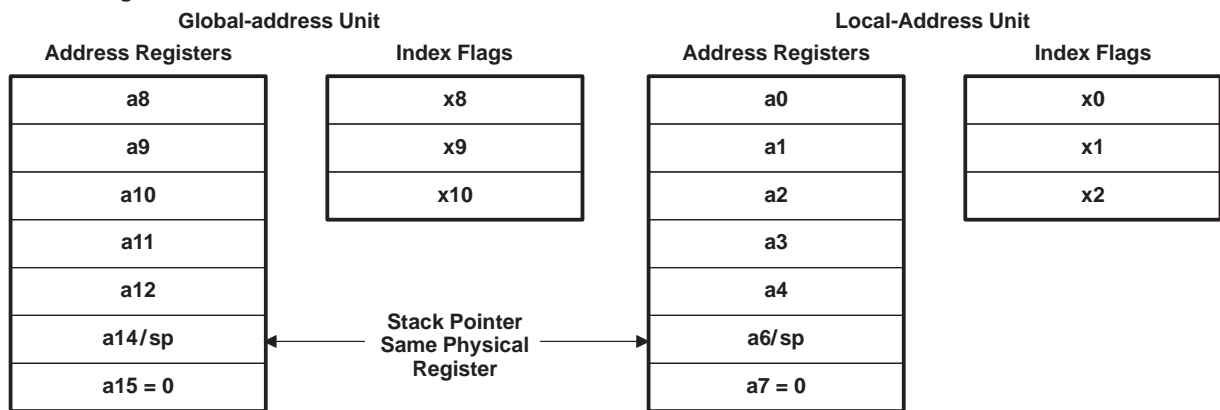 Global-address Unit
Local-Address Unit
Address Registers
Index Flags
Address Registers
Index Flags
a8
x8
a0
x0
a9
x9
a1
x1
a10
x10
a2
x2
a11
a3
a12
a4
a14/sp
Stack Pointer
Same Physical
Register
a6/sp
a15 = 0
a7 = 0